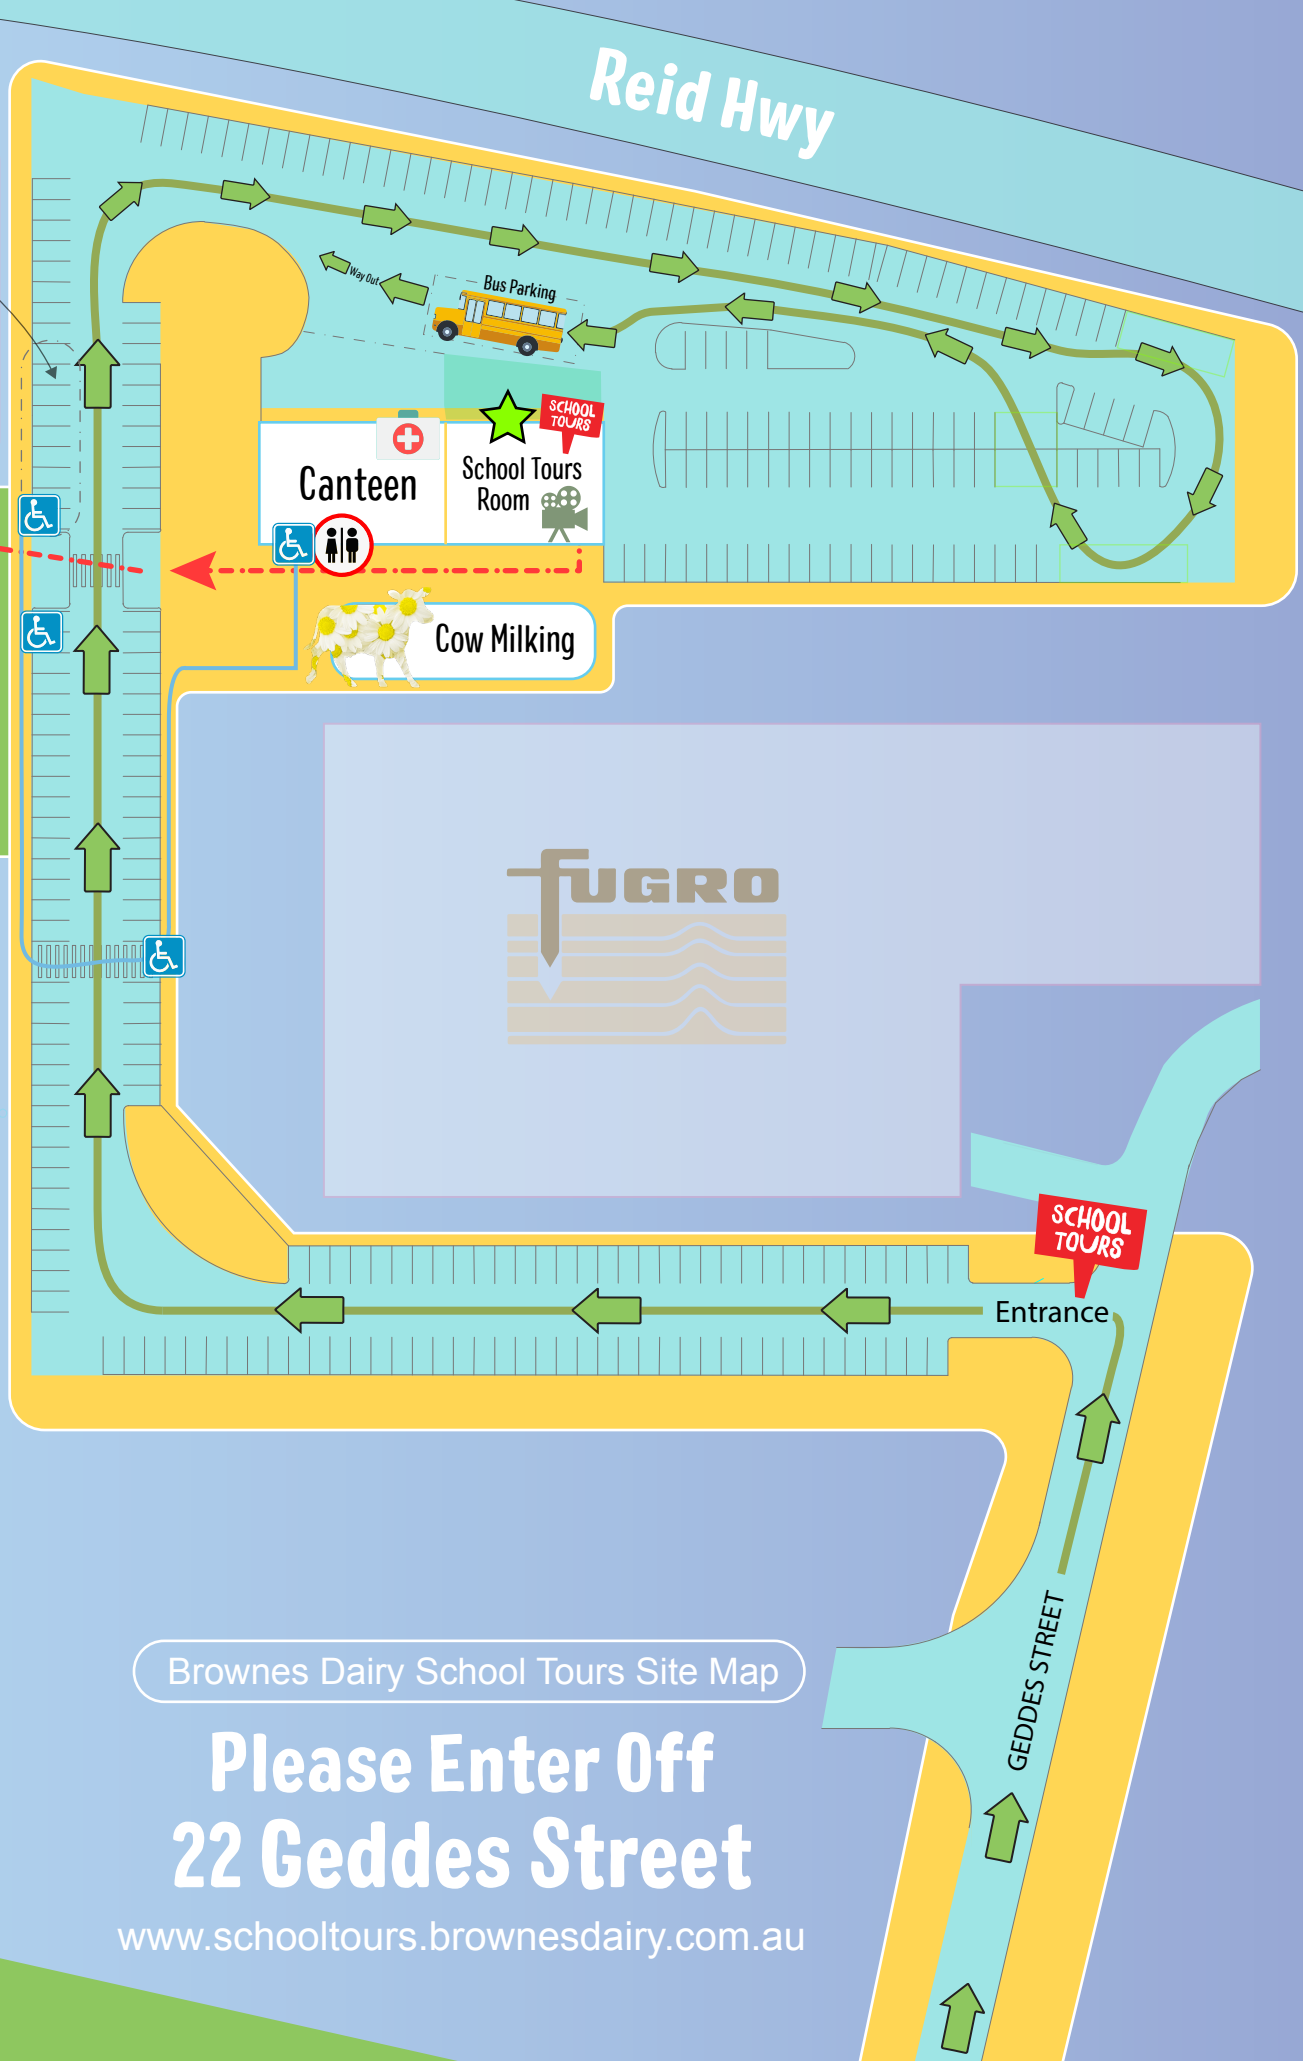 Reid Hwy
Way Out
Bus Parking
SCHOOL
TOURS
Canteen
School Tours
Room
Cow Milking
FUGRO
SCHOOL
TOURS
Entrance
GEDDES STREET
Brownes Dairy School Tours Site Map
Please Enter Off
22 Geddes Street
www.schooltours.brownesdairy.com.au